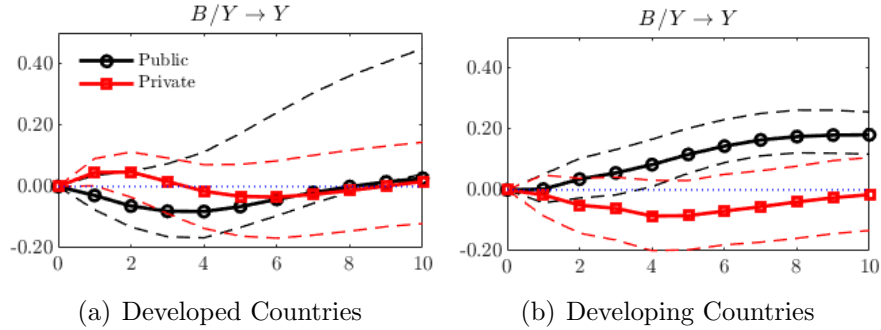 B/Y → Y
0.40
0.20
0.00
-0.20
0 2 4 6 8 10
Public
Private
(a) Developed Countries
B/Y → Y
0.40
0.20
0.00
-0.20
0 2 4 6 8 10
(b) Developing Countries